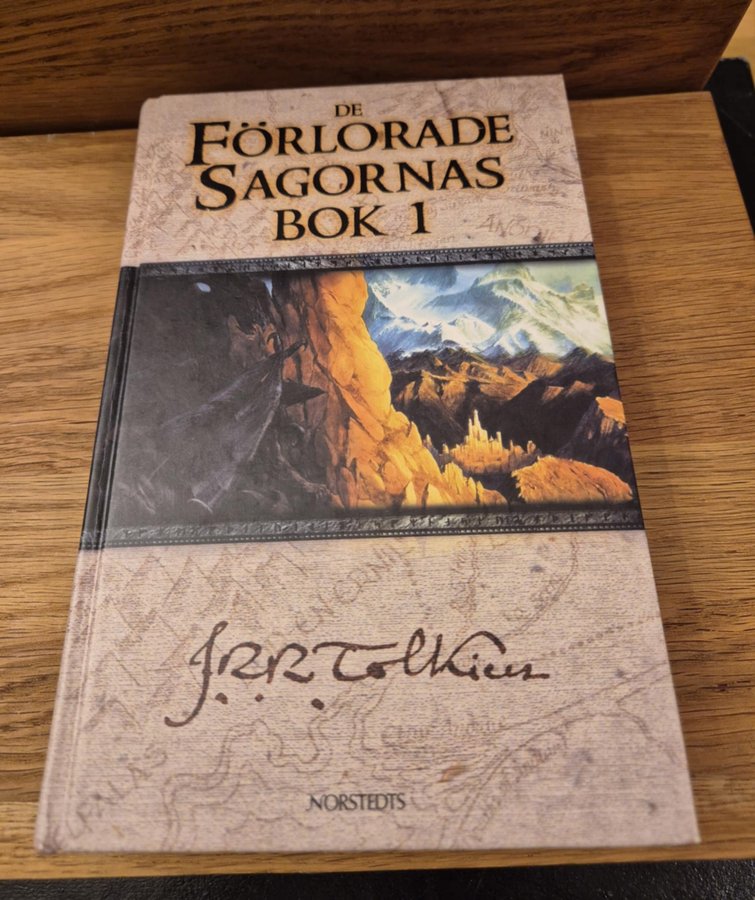 DE
FÖRLORADE
SAGORNAS
BOK 1
J.R.R. Tolkien
NORSTEDTS